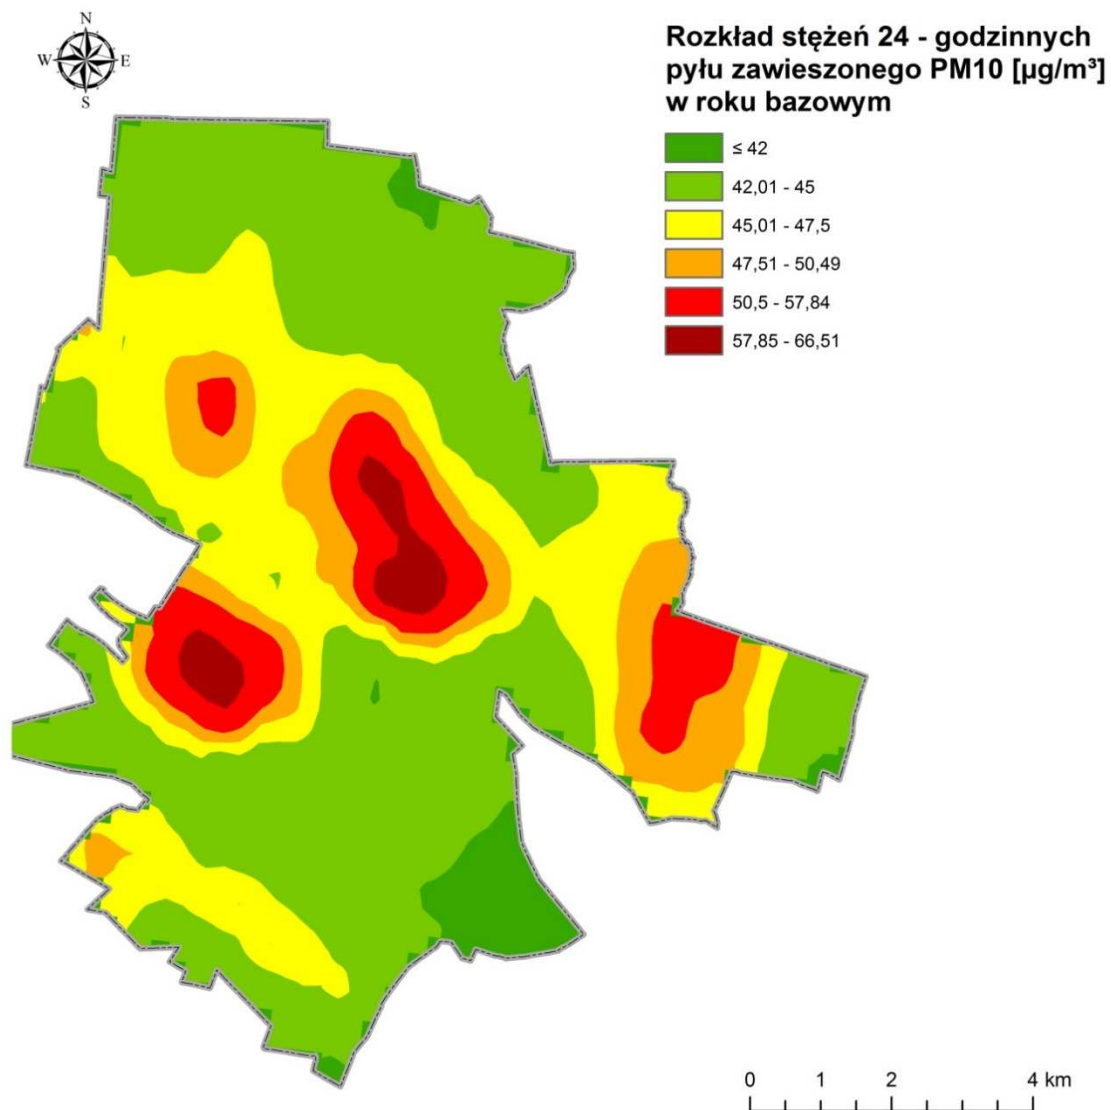 N
W E
S
Rozkład stężeń 24 - godzinnych
pyłu zawieszonego PM10 [µg/m³]
w roku bazowym
≤ 42
42,01 - 45
45,01 - 47,5
47,51 - 50,49
50,5 - 57,84
57,85 - 66,51
0 1 2 4 km